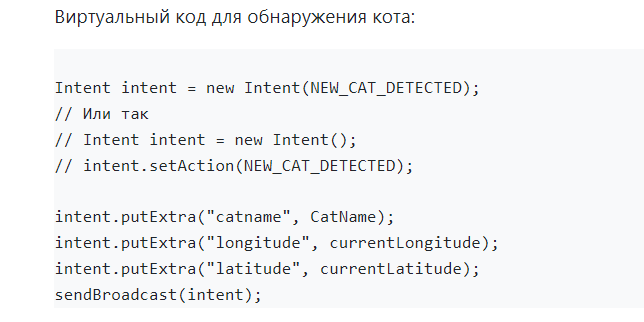 Виртуальный код для обнаружения кота:
Intent intent = new Intent(NEW_CAT_DETECTED);
// Или так
// Intent intent = new Intent();
// intent.setAction(NEW_CAT_DETECTED);
intent.putExtra("catname", CatName);
intent.putExtra("longitude", currentLongitude);
intent.putExtra("latitude", currentLatitude);
sendBroadcast(intent);